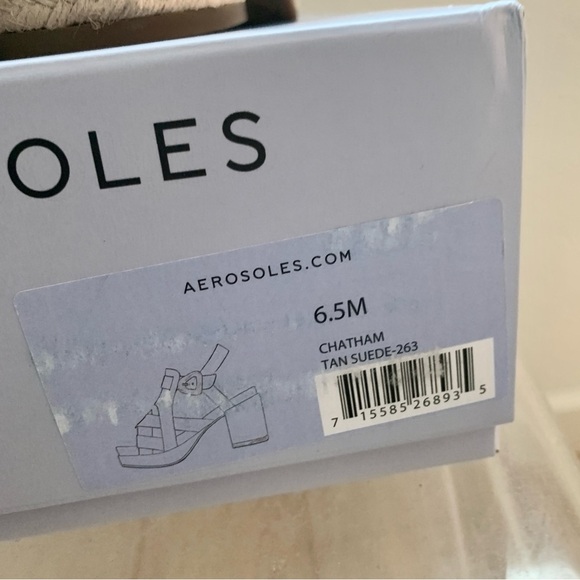 OLES
AEROSOLES.COM
6.5M
CHATHAM
TAN SUEDE-263
7 15585 26893 5